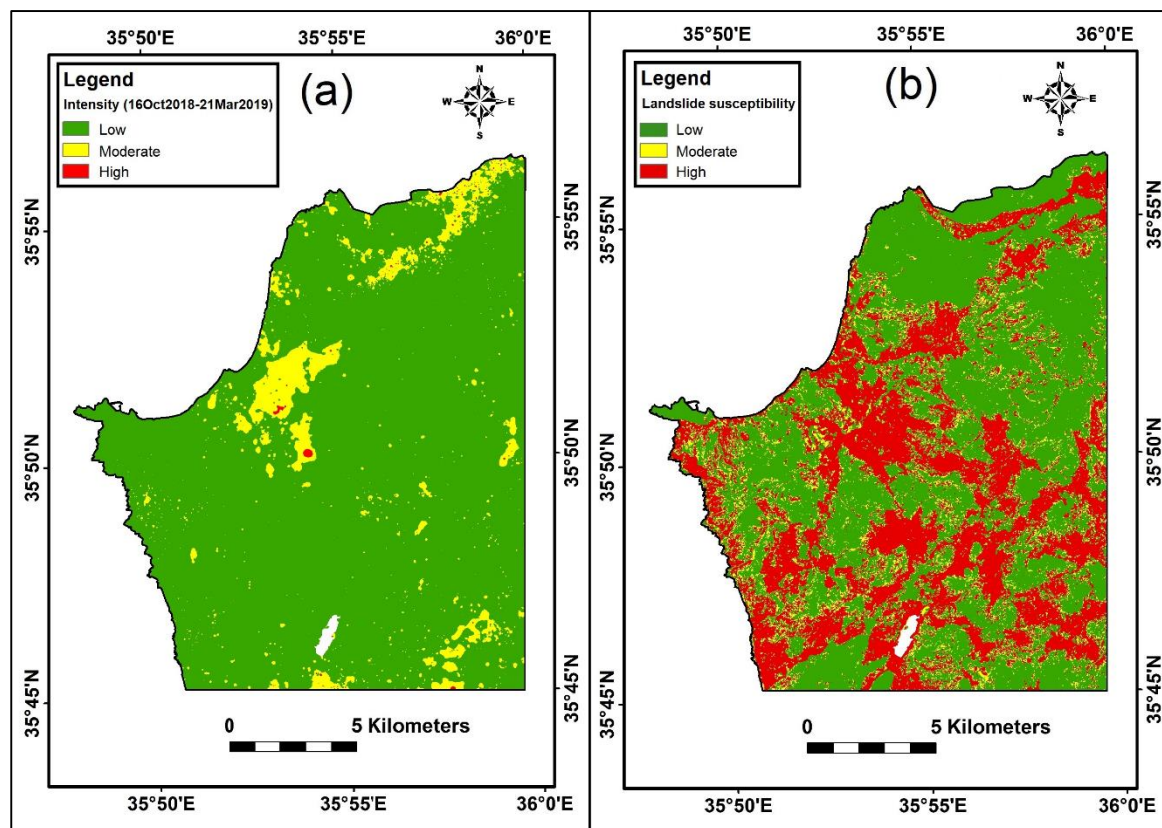 35°50'E 35°55'E 36°0'E
Legend
Intensity (16Oct2018-21Mar2019)
Low
Moderate
High
(a)
N
W E
S
35°55'N 35°55'N
35°50'N 35°50'N
35°45'N 35°45'N
0 5 Kilometers
35°50'E 35°55'E 36°0'E
35°50'E 35°55'E 36°0'E
Legend
Landslide susceptibility
Low
Moderate
High
(b)
N
W E
S
35°55'N 35°55'N
35°50'N 35°50'N
35°45'N 35°45'N
0 5 Kilometers
35°50'E 35°55'E 36°0'E